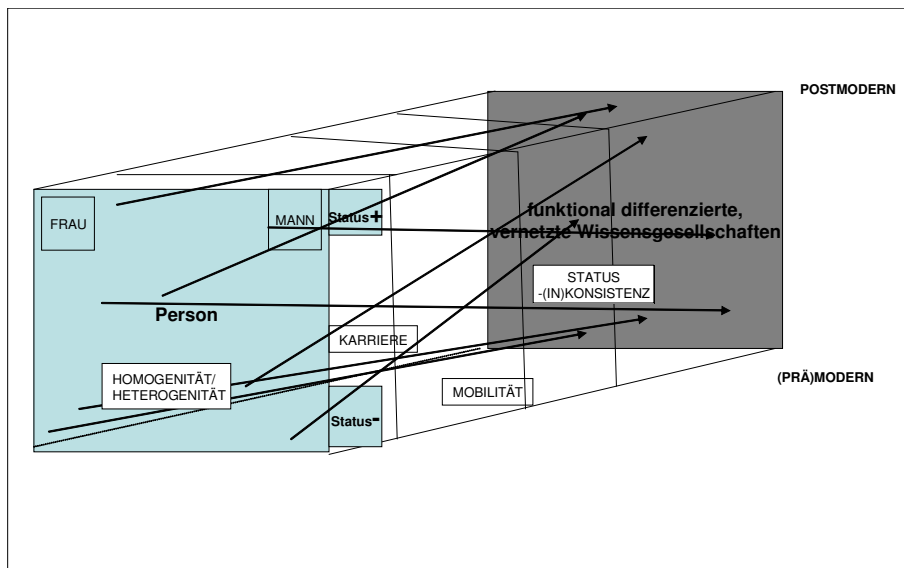 POSTMODERN
FRAU
MANN
Status+
funktional differenzierte,
vernetzte Wissensgesellschaften
STATUS
-(IN)KONSISTENZ
Person
KARRIERE
HOMOGENITÄT/
HETEROGENITÄT
MOBILITÄT
(PRÄ)MODERN
Status-